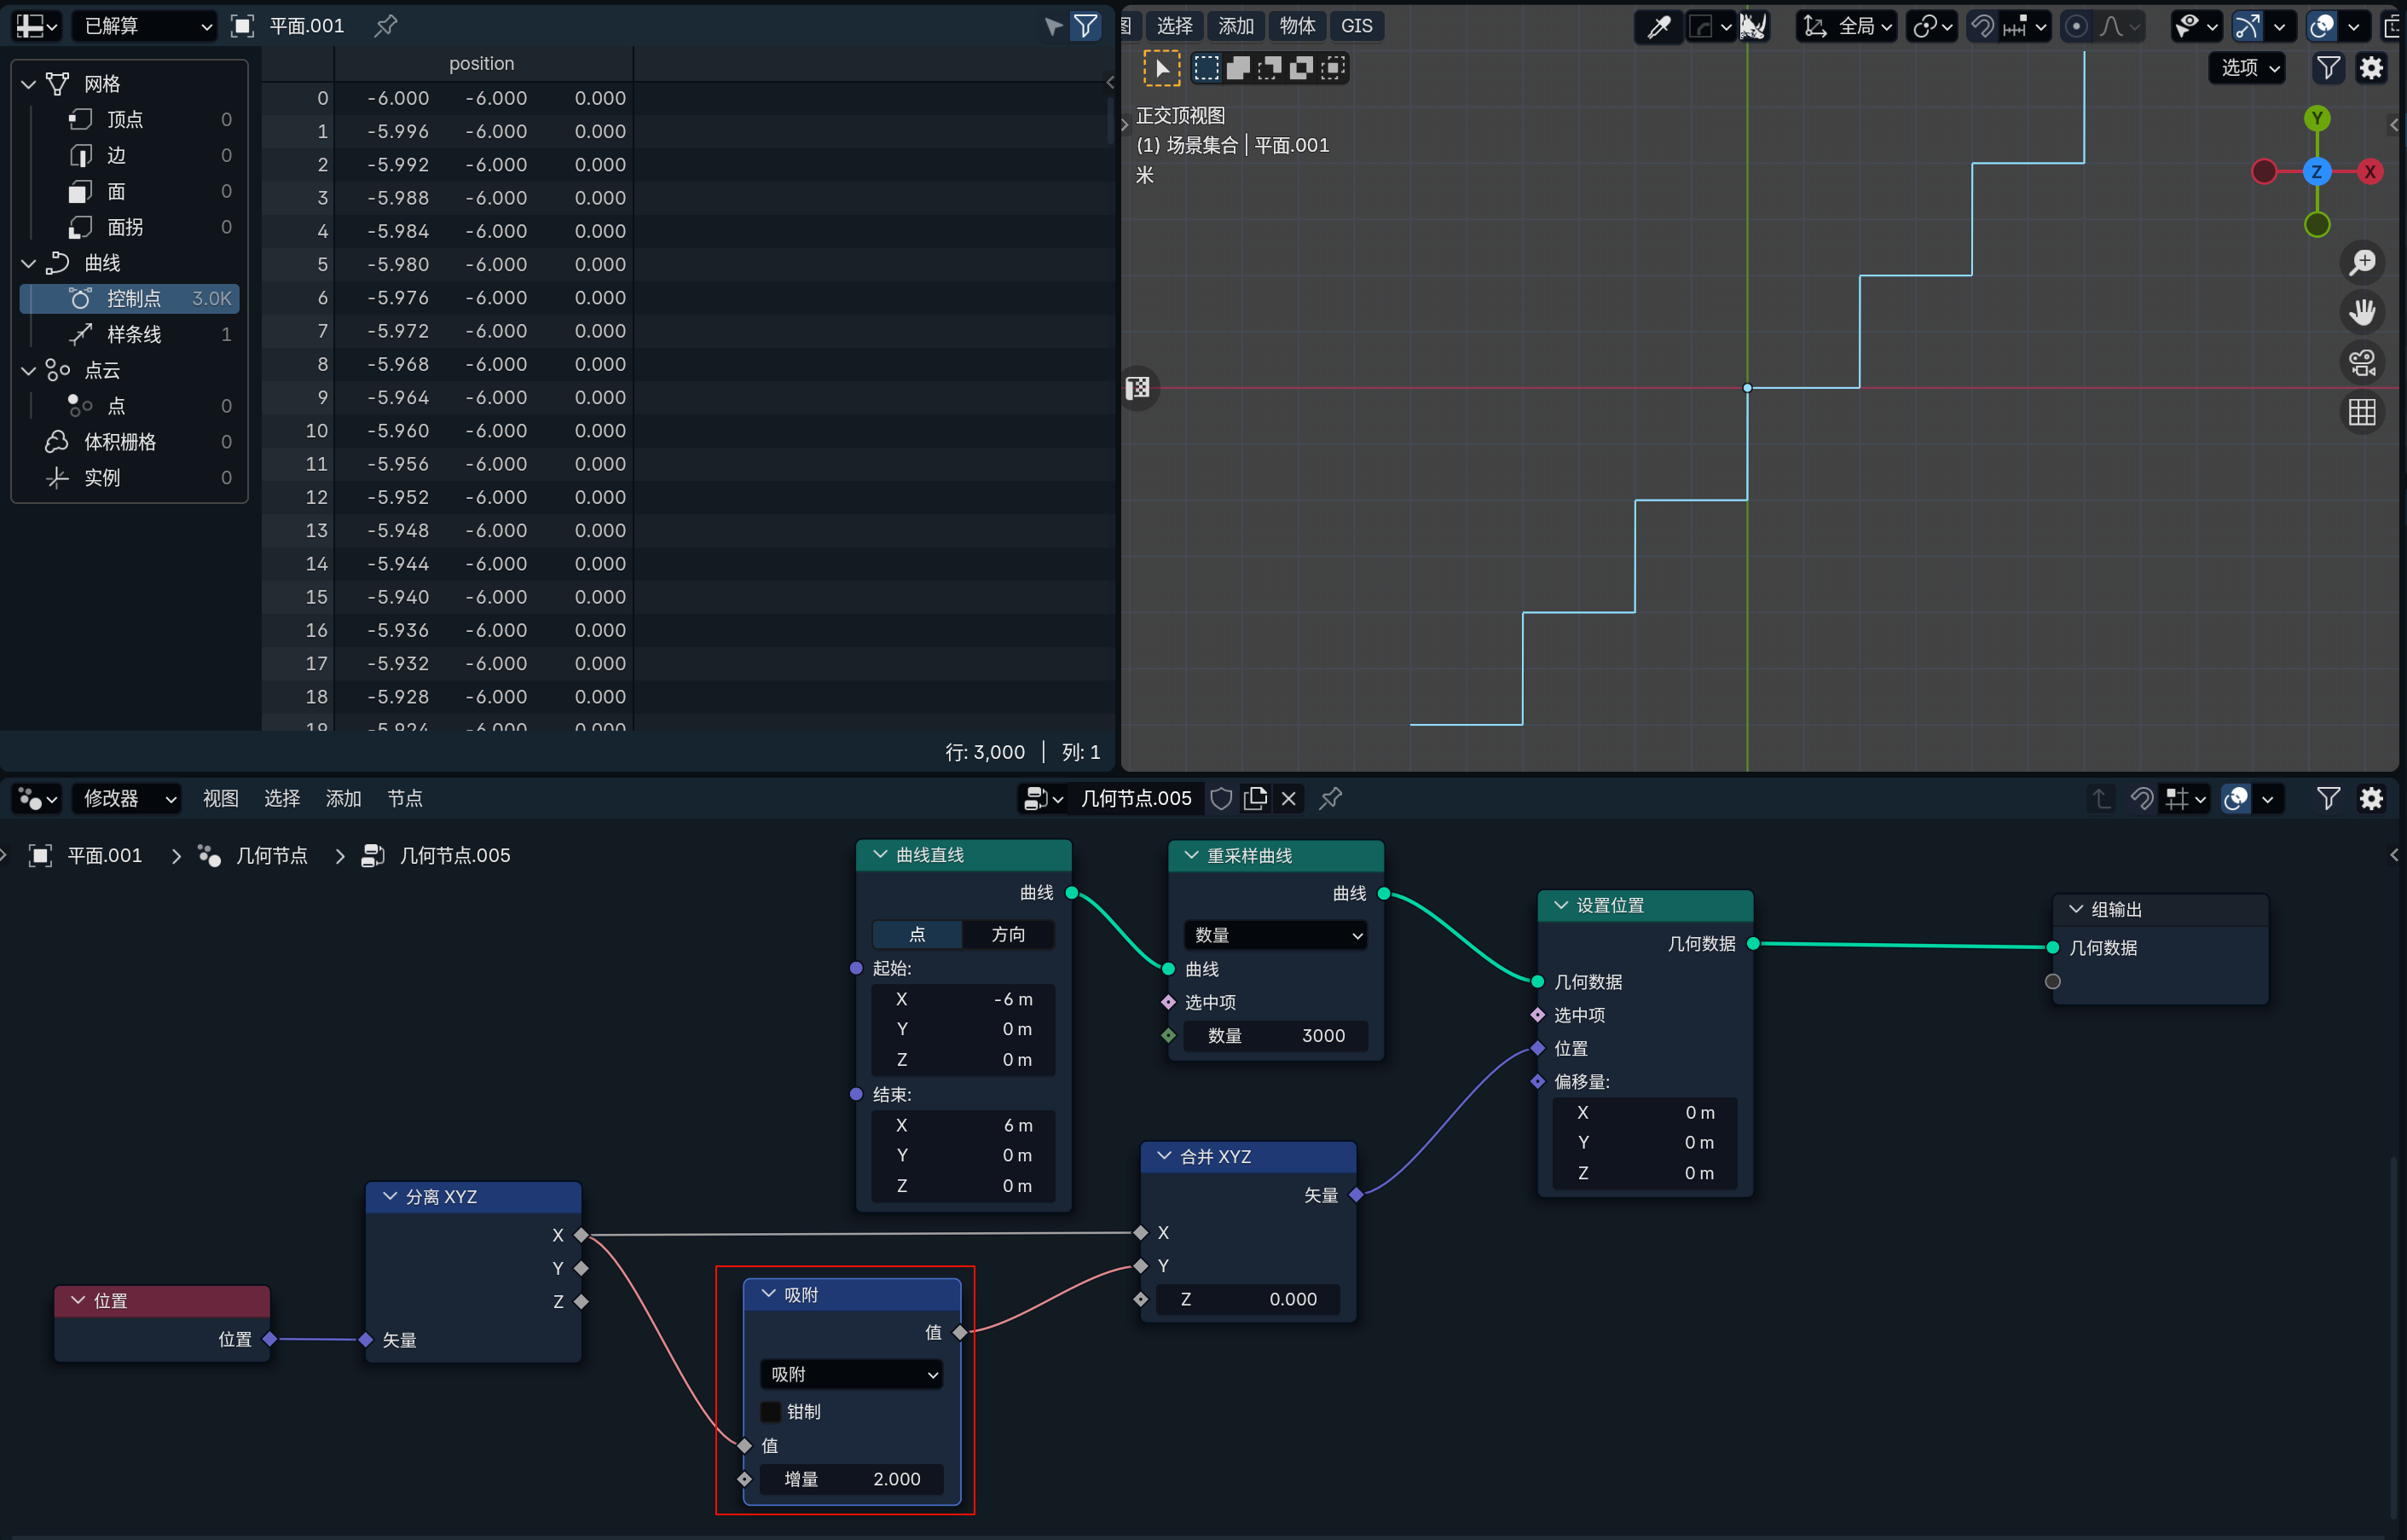 已解算 平面.001
网格
顶点 0
边 0
面 0
面拐 0
曲线
控制点 3.0K
样条线 1
点云
点 0
体积栅格 0
实例 0
position
0 -6.000 -6.000 0.000
1 -5.996 -6.000 0.000
2 -5.992 -6.000 0.000
3 -5.988 -6.000 0.000
4 -5.984 -6.000 0.000
5 -5.980 -6.000 0.000
6 -5.976 -6.000 0.000
7 -5.972 -6.000 0.000
8 -5.968 -6.000 0.000
9 -5.964 -6.000 0.000
10 -5.960 -6.000 0.000
11 -5.956 -6.000 0.000
12 -5.952 -6.000 0.000
13 -5.948 -6.000 0.000
14 -5.944 -6.000 0.000
15 -5.940 -6.000 0.000
16 -5.936 -6.000 0.000
17 -5.932 -6.000 0.000
18 -5.928 -6.000 0.000
19 -5.924 -6.000 0.000
行: 3,000 列: 1
图 选择 添加 物体 GIS 全局
选项
正交顶视图
(1) 场景集合 | 平面.001
米
Y
Z X
修改器 视图 选择 添加 节点 几何节点.005
平面.001 几何节点 几何节点.005
曲线直线
曲线
点 方向
起始:
X -6 m
Y 0 m
Z 0 m
结束:
X 6 m
Y 0 m
Z 0 m
重采样曲线
曲线
数量
曲线
选中项
数量 3000
设置位置
几何数据
几何数据
选中项
位置
偏移量:
X 0 m
Y 0 m
Z 0 m
组输出
几何数据
合并 XYZ
矢量
X
Y
Z 0.000
分离 XYZ
X
Y
Z
矢量
位置
位置
吸附
值
吸附
钳制
值
增量 2.000